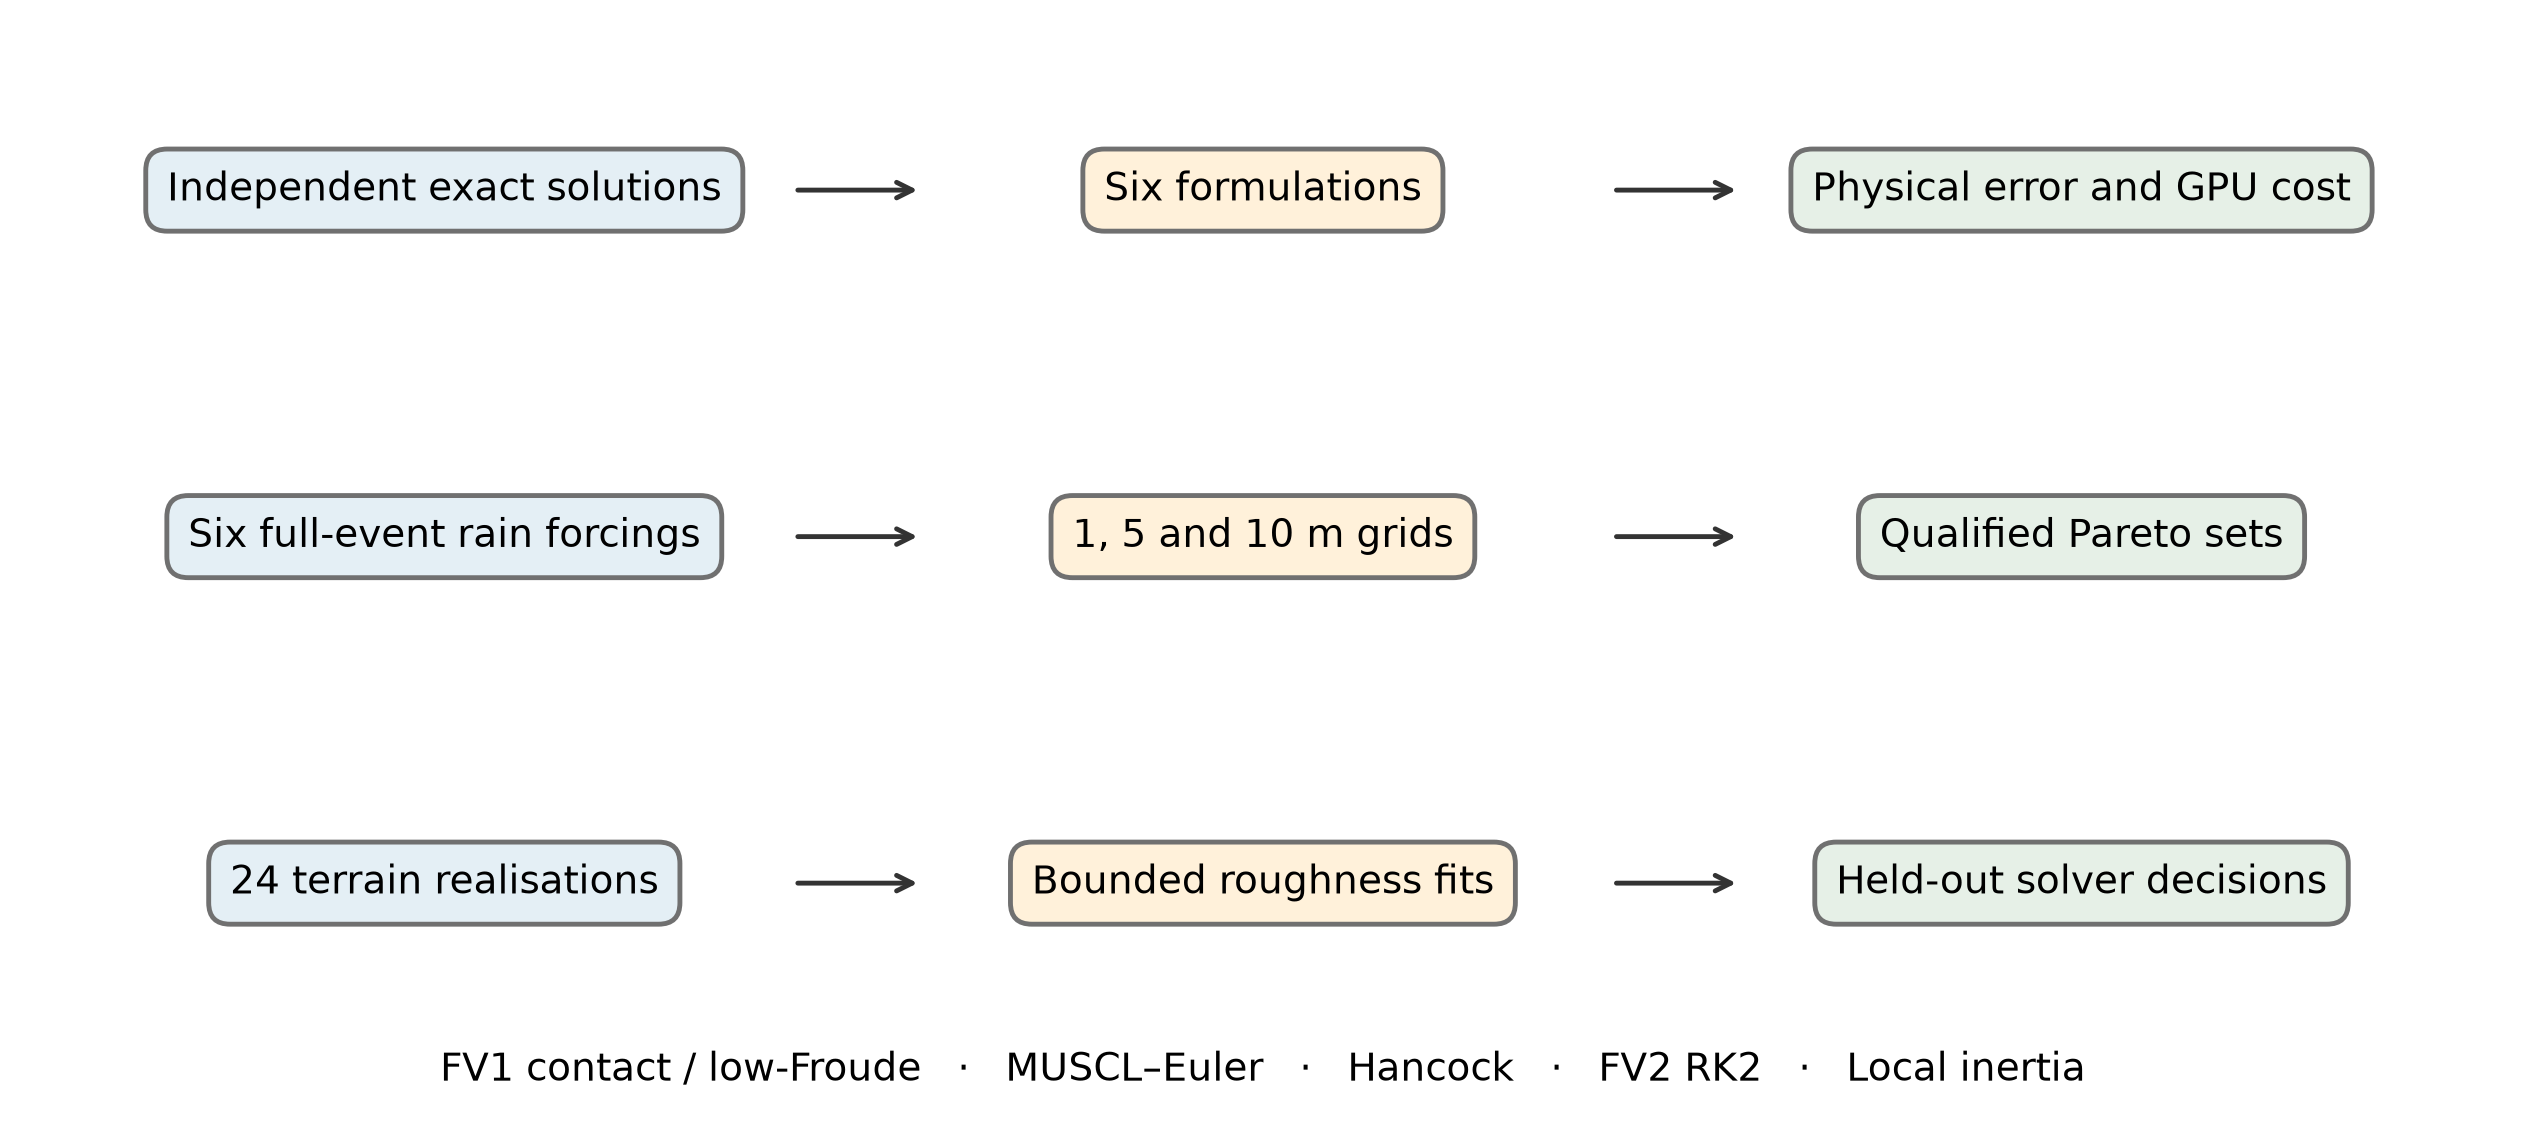 Independent exact solutions
Six formulations
Physical error and GPU cost
Six full-event rain forcings
1, 5 and 10 m grids
Qualified Pareto sets
24 terrain realisations
Bounded roughness fits
Held-out solver decisions
FV1 contact / low-Froude · MUSCL–Euler · Hancock · FV2 RK2 · Local inertia